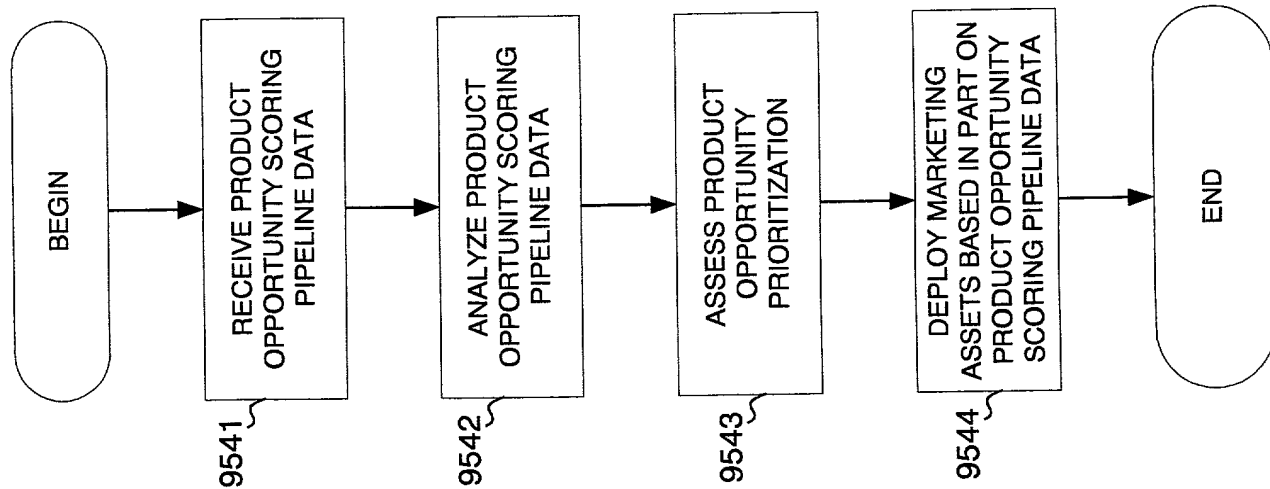 BEGIN
RECEIVE PRODUCT
OPPORTUNITY SCORING
PIPELINE DATA
9541
ANALYZE PRODUCT
OPPORTUNITY SCORING
PIPELINE DATA
9542
ASSESS PRODUCT
OPPORTUNITY
PRIORITIZATION
9543
DEPLOY MARKETING
ASSETS BASED IN PART ON
PRODUCT OPPORTUNITY
SCORING PIPELINE DATA
9544
END